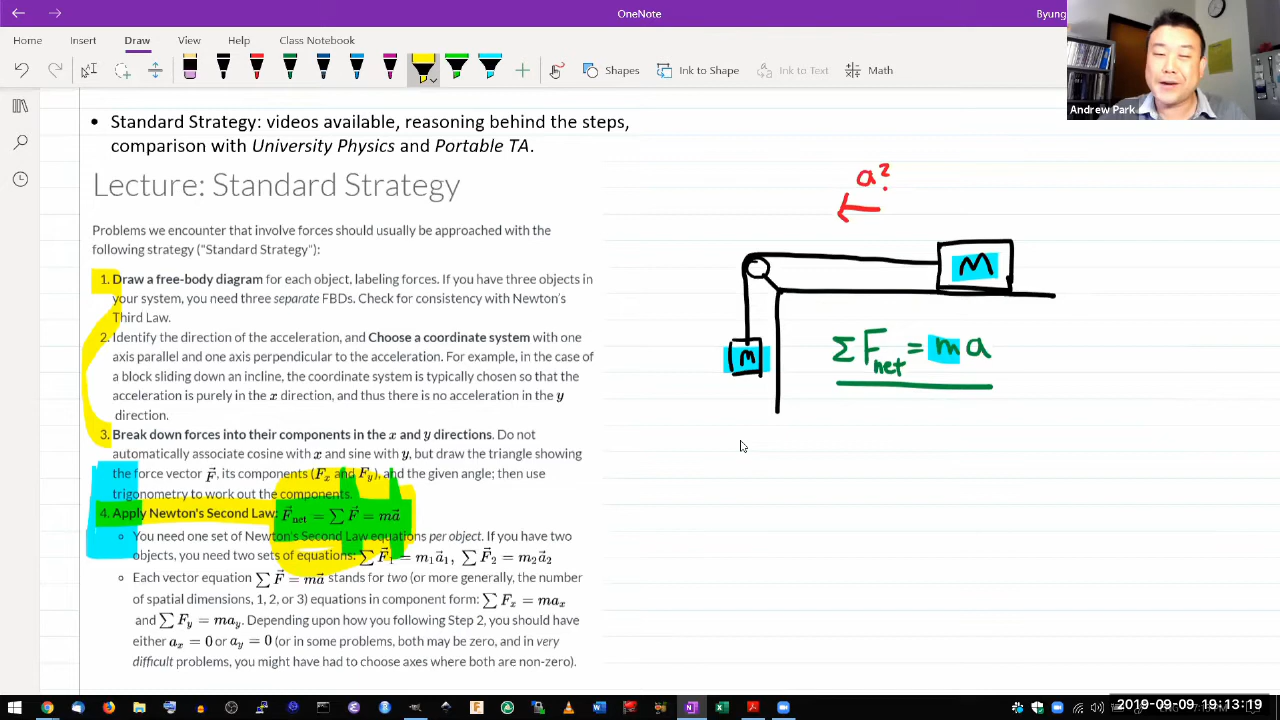 OneNote
Byung
Home Insert Draw View Help Class Notebook
Shapes Ink to Shape Ink to Text Math
Andrew Park
• Standard Strategy: videos available, reasoning behind the steps,
comparison with University Physics and Portable TA.
Lecture: Standard Strategy
Problems we encounter that involve forces should usually be approached with the
following strategy ("Standard Strategy"):
1. Draw a free-body diagram for each object, labeling forces. If you have three objects in
your system, you need three separate FBDs. Check for consistency with Newton's
Third Law.
2. Identify the direction of the acceleration, and Choose a coordinate system with one
axis parallel and one axis perpendicular to the acceleration. For example, in the case of
a block sliding down an incline, the coordinate system is typically chosen so that the
acceleration is purely in the x direction, and thus there is no acceleration in the y
direction.
3. Break down forces into their components in the x and y directions. Do not
automatically associate cosine with x and sine with y, but draw the triangle showing
the force vector F⃗, its components (Fₓ and Fᵧ), and the given angle; then use
trigonometry to work out the components.
4. Apply Newton's Second Law: F⃗net = ∑ F⃗ = ma⃗
◦ You need one set of Newton's Second Law equations per object. If you have two
objects, you need two sets of equations: ∑ F⃗₁ = m₁a⃗₁, ∑ F⃗₂ = m₂a⃗₂
◦ Each vector equation ∑ F⃗ = ma⃗ stands for two (or more generally, the number
of spatial dimensions, 1, 2, or 3) equations in component form: ∑ Fₓ = maₓ
and ∑ Fᵧ = maᵧ. Depending upon how you following Step 2, you should have
either aₓ = 0 or aᵧ = 0 (or in some problems, both may be zero, and in very
difficult problems, you might have had to choose axes where both are non-zero).
a?
M
m
ΣFnet = ma
2019-09-09 19:13:19